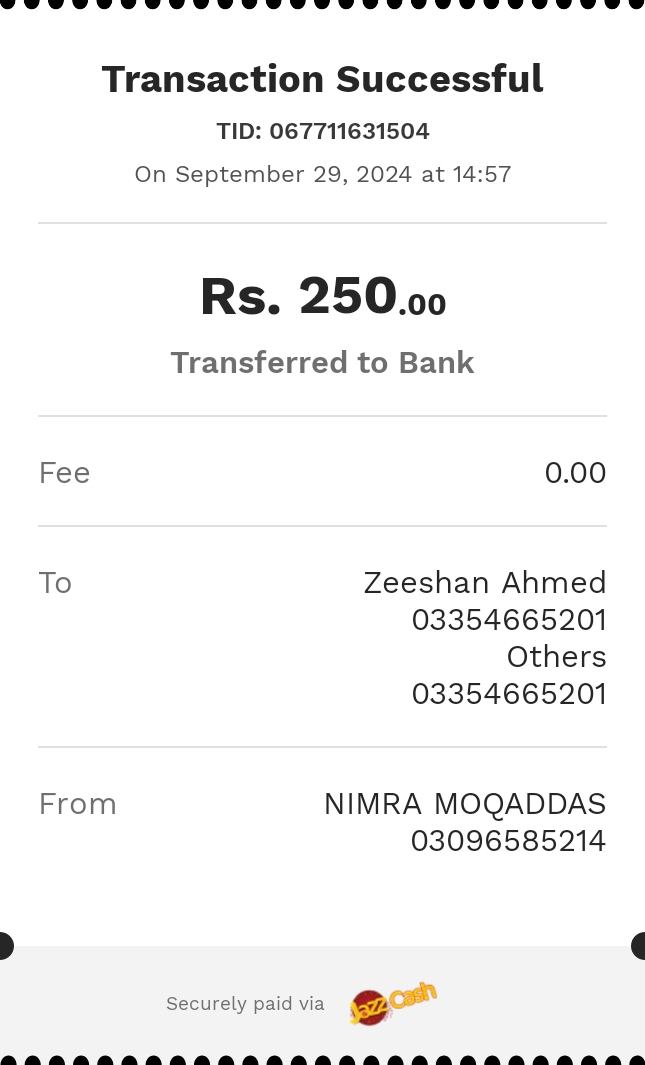 Transaction Successful
TID: 067711631504
On September 29, 2024 at 14:57
Rs. 250.00
Transferred to Bank
Fee 0.00
To Zeeshan Ahmed
03354665201
Others
03354665201
From NIMRA MOQADDAS
03096585214
Securely paid via JazzCash